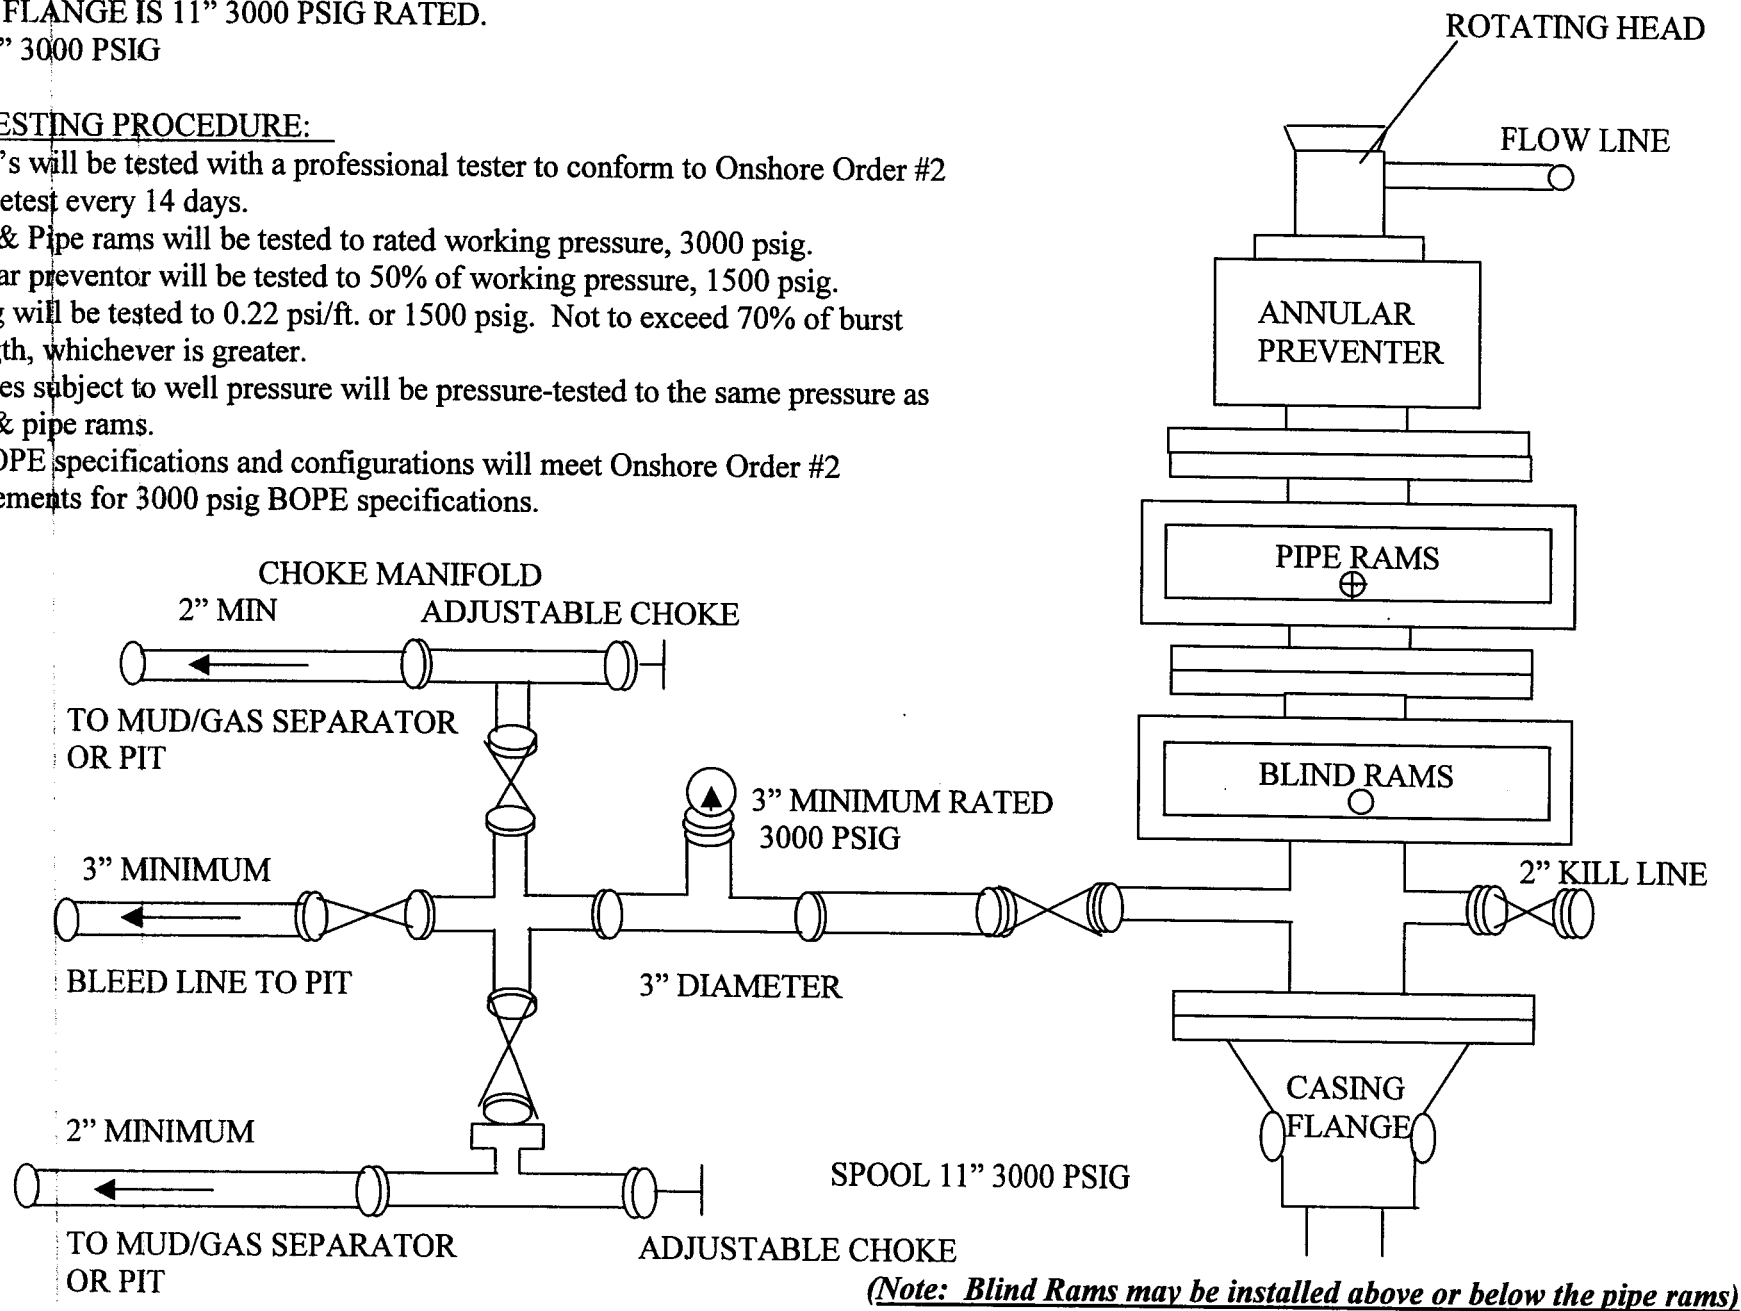 FLANGE IS 11” 3000 PSIG RATED.
” 3000 PSIG
ESTING PROCEDURE:
’s will be tested with a professional tester to conform to Onshore Order #2
etest every 14 days.
& Pipe rams will be tested to rated working pressure, 3000 psig.
ar preventor will be tested to 50% of working pressure, 1500 psig.
g will be tested to 0.22 psi/ft. or 1500 psig. Not to exceed 70% of burst
gth, whichever is greater.
es subject to well pressure will be pressure-tested to the same pressure as
& pipe rams.
OPE specifications and configurations will meet Onshore Order #2
ements for 3000 psig BOPE specifications.
ROTATING HEAD
FLOW LINE
ANNULAR
PREVENTER
PIPE RAMS
BLIND RAMS
CHOKE MANIFOLD
2” MIN
ADJUSTABLE CHOKE
TO MUD/GAS SEPARATOR
OR PIT
3” MINIMUM RATED
3000 PSIG
3” MINIMUM
2” KILL LINE
BLEED LINE TO PIT
3” DIAMETER
CASING
FLANGE
2” MINIMUM
SPOOL 11” 3000 PSIG
TO MUD/GAS SEPARATOR
OR PIT
ADJUSTABLE CHOKE
(Note: Blind Rams may be installed above or below the pipe rams)